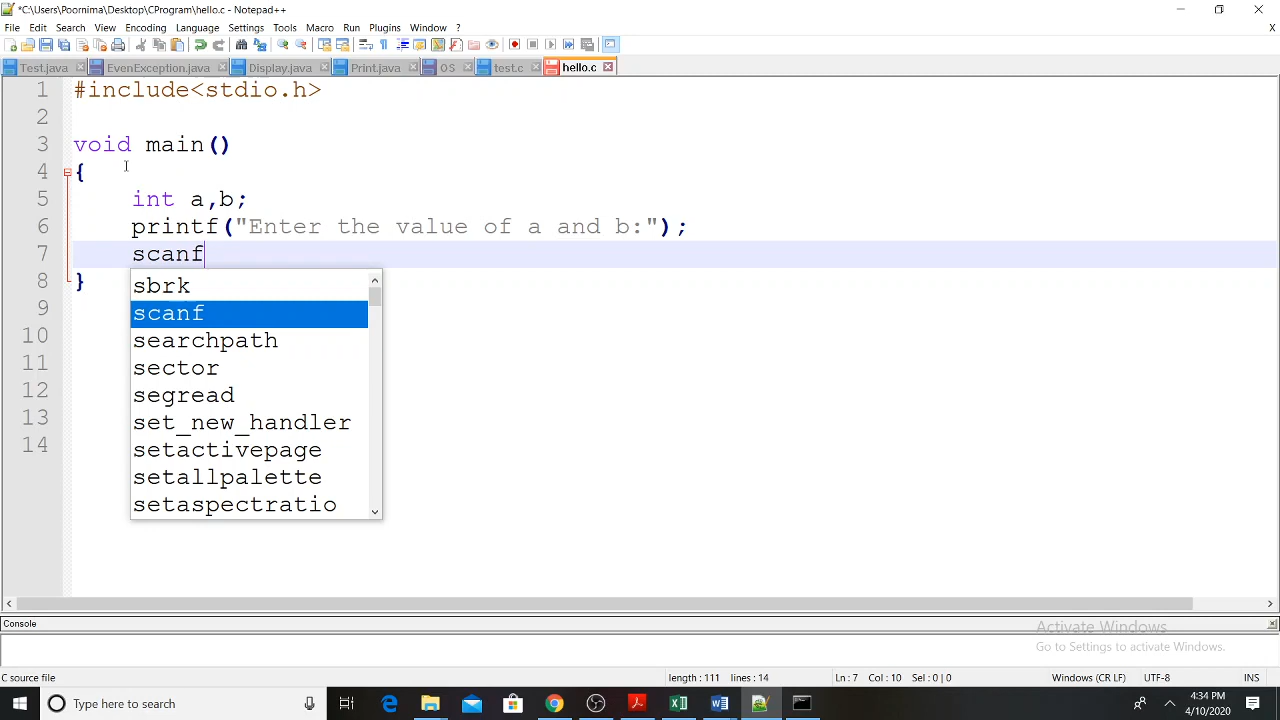 *C:\Users\Poornima\Desktop\CProgram\hello.c - Notepad++
File Edit Search View Encoding Language Settings Tools Macro Run Plugins Window ? X
Test.java EvenException.java Display.java Print.java OS test.c hello.c
1 #include<stdio.h>
2
3 void main()
4 {
5 int a,b;
6 printf("Enter the value of a and b:");
7 scanf
8 }
9
10
11
12
13
14
sbrk
scanf
searchpath
sector
segread
set_new_handler
setactivepage
setallpalette
setaspectratio
Console
Activate Windows
Go to Settings to activate Windows.
C source file length : 111 lines : 14 Ln : 7 Col : 10 Sel : 0 | 0 Windows (CR LF) UTF-8 INS
Type here to search
4:34 PM
4/10/2020